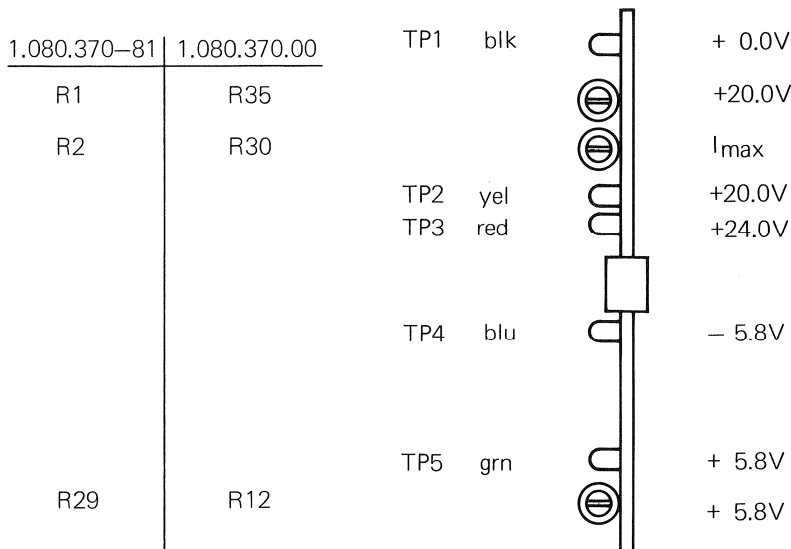 TP1 blk + 0.0V
1.080.370—81 1.080.370.00
R1 R35 +20.0V
R2 R30 Imax
TP2 yel +20.0V
TP3 red +24.0V
TP4 blu — 5.8V
TP5 grn + 5.8V
R29 R12 + 5.8V